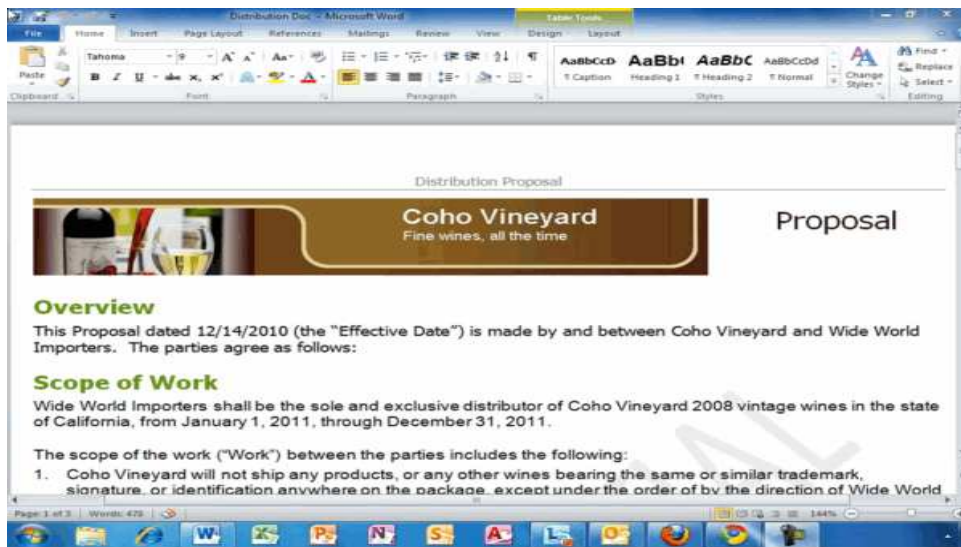 Distribution Doc - Microsoft Word
Table Tools
File Home Insert Page Layout References Mailings Review View Design Layout
Paste
Tahoma 9
AaBbCcD AaBbC AaBbC AaBbCcDd
¶ Caption Heading 1 ¶ Heading 2 ¶ Normal
Change Styles
Find
Replace
Select
Clipboard Font Paragraph Styles Editing
Distribution Proposal
Coho Vineyard
Fine wines, all the time
Proposal
Overview
This Proposal dated 12/14/2010 (the “Effective Date”) is made by and between Coho Vineyard and Wide World
Importers. The parties agree as follows:
Scope of Work
Wide World Importers shall be the sole and exclusive distributor of Coho Vineyard 2008 vintage wines in the state
of California, from January 1, 2011, through December 31, 2011.
The scope of the work (“Work”) between the parties includes the following:
1. Coho Vineyard will not ship any products, or any other wines bearing the same or similar trademark,
signature, or identification anywhere on the package, except under the order of by the direction of Wide World
Page: 1 of 3 Words: 478 144%